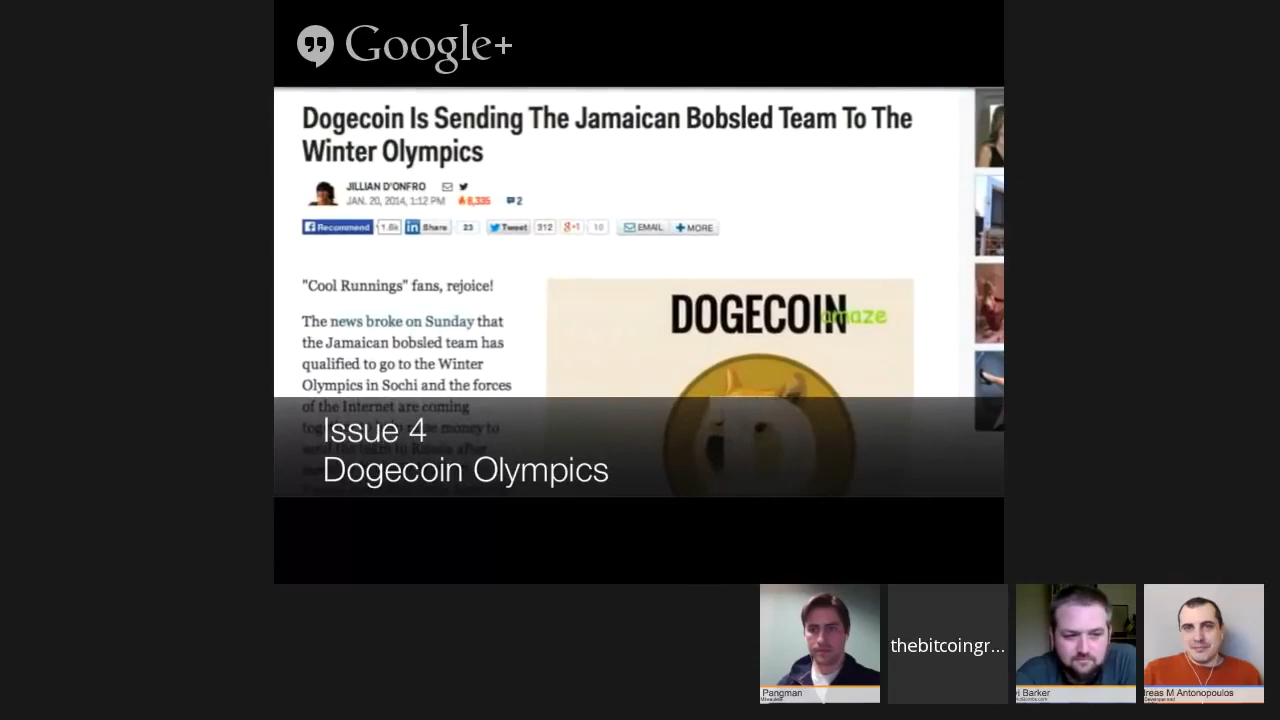 Google+
Dogecoin Is Sending The Jamaican Bobsled Team To The
Winter Olympics
JILLIAN D'ONFRO
JAN. 20, 2014, 1:12 PM 8,335 2
Recommend 1.6k Share 23 Tweet 312 +1 10 EMAIL + MORE
"Cool Runnings" fans, rejoice!
The news broke on Sunday that
the Jamaican bobsled team has
qualified to go to the Winter
Olympics in Sochi and the forces
of the Internet are coming
money to
DOGECOIN
amaze
Issue 4
Dogecoin Olympics
thebitcoingr...
Pangman
Barker
reas M Antonopoulos